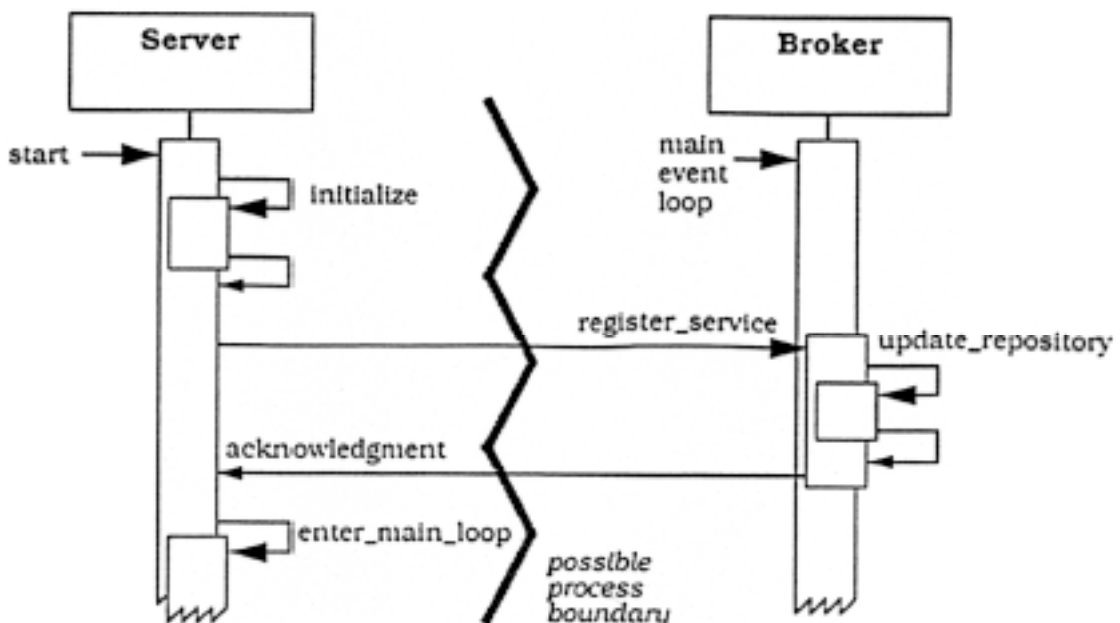 Server
Broker
start
main
event
loop
initialize
register_service
update_repository
acknowledgment
enter_main_loop
possible
process
boundary